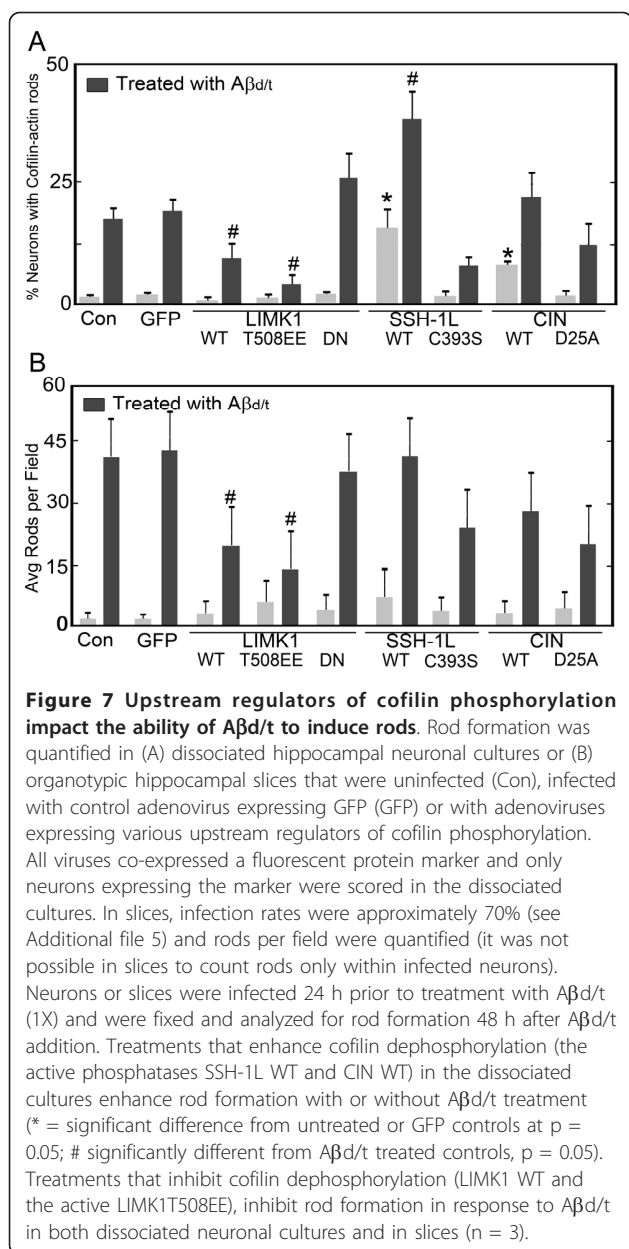 A
50
Treated with Aβd/t
#
% Neurons with Cofilin-actin rods
25
*
#
#
*
0
Con GFP LIMK1 SSH-1L CIN
WT T508EE DN WT C393S WT D25A
B
60
Treated with Aβd/t
45
Avg Rods per Field
#
30
#
15
0
Con GFP LIMK1 SSH-1L CIN
WT T508EE DN WT C393S WT D25A
Figure 7 Upstream regulators of cofilin phosphorylation
impact the ability of Aβd/t to induce rods. Rod formation was
quantified in (A) dissociated hippocampal neuronal cultures or (B)
organotypic hippocampal slices that were uninfected (Con), infected
with control adenovirus expressing GFP (GFP) or with adenoviruses
expressing various upstream regulators of cofilin phosphorylation.
All viruses co-expressed a fluorescent protein marker and only
neurons expressing the marker were scored in the dissociated
cultures. In slices, infection rates were approximately 70% (see
Additional file 5) and rods per field were quantified (it was not
possible in slices to count rods only within infected neurons).
Neurons or slices were infected 24 h prior to treatment with Aβd/t
(1X) and were fixed and analyzed for rod formation 48 h after Aβd/t
addition. Treatments that enhance cofilin dephosphorylation (the
active phosphatases SSH-1L WT and CIN WT) in the dissociated
cultures enhance rod formation with or without Aβd/t treatment
(* = significant difference from untreated or GFP controls at p =
0.05; # significantly different from Aβd/t treated controls, p = 0.05).
Treatments that inhibit cofilin dephosphorylation (LIMK1 WT and
the active LIMK1T508EE), inhibit rod formation in response to Aβd/t
in both dissociated neuronal cultures and in slices (n = 3).